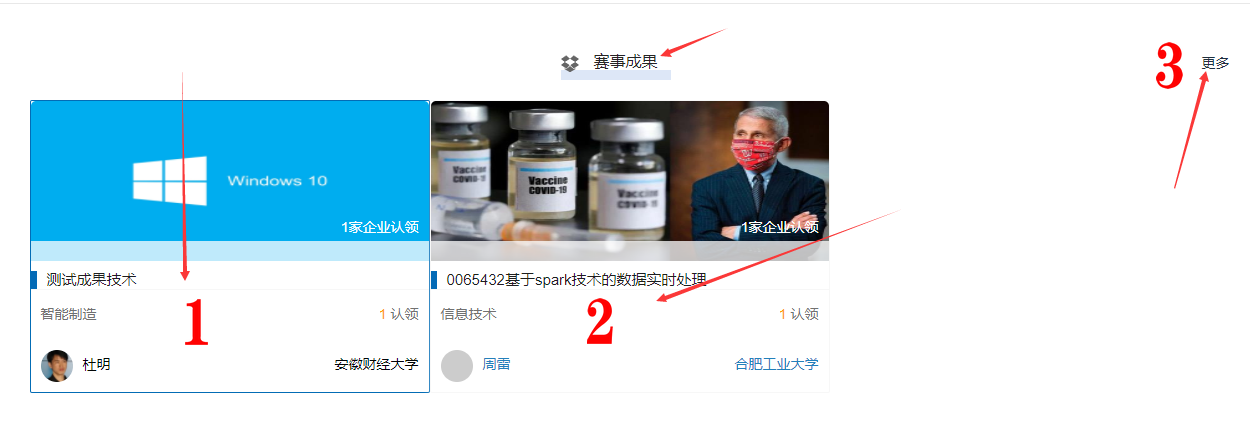 赛事成果
3
更多
Windows 10
1家企业认领
Vaccine
COVID-19
Vaccine
COVID-19
Vaccine
COVID-19
1家企业认领
测试成果技术
0065432基于spark技术的数据实时处理
智能制造
1 认领
信息技术
1 认领
1
2
杜明
安徽财经大学
周雷
合肥工业大学